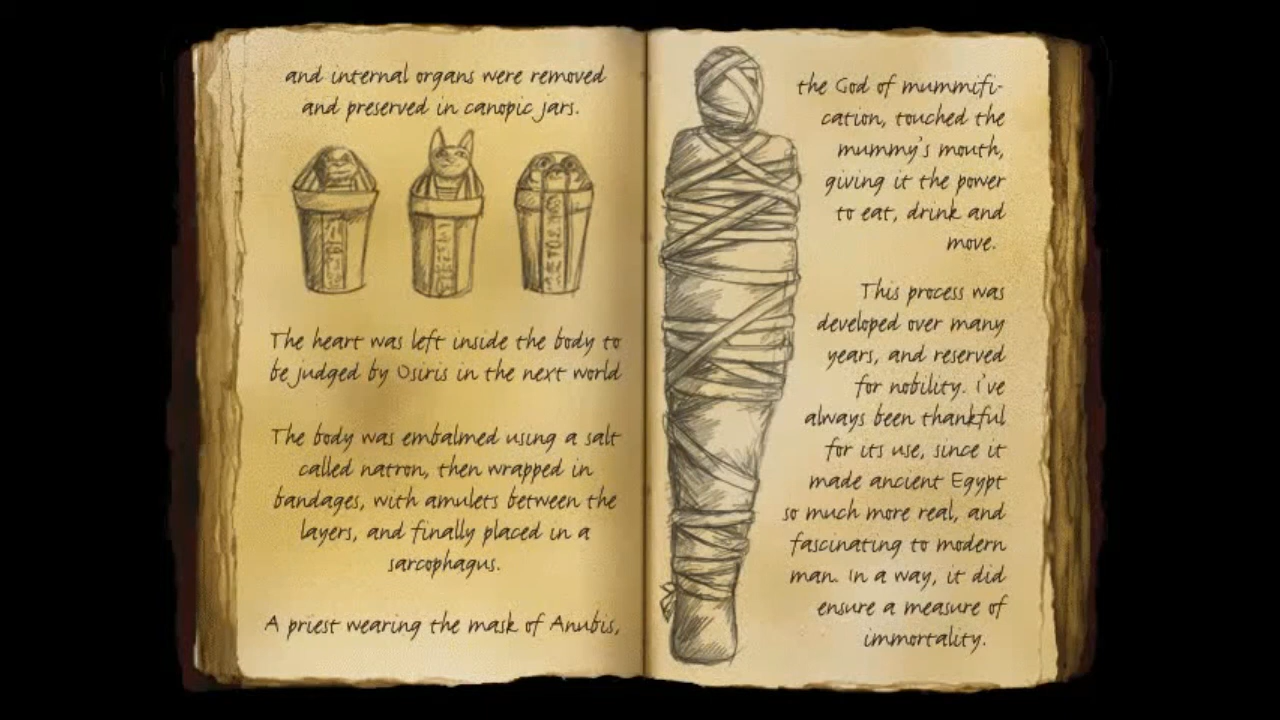 and internal organs were removed
and preserved in canopic jars.
The heart was left inside the body to
be judged by Osiris in the next world
The body was embalmed using a salt
called natron, then wrapped in
bandages, with amulets between the
layers, and finally placed in a
sarcophagus.
A priest wearing the mask of Anubis,
the God of mummifi-
cation, touched the
mummy's mouth,
giving it the power
to eat, drink and
move.
This process was
developed over many
years, and reserved
for nobility. I've
always been thankful
for its use, since it
made ancient Egypt
so much more real, and
fascinating to modern
man. In a way, it did
ensure a measure of
immortality.